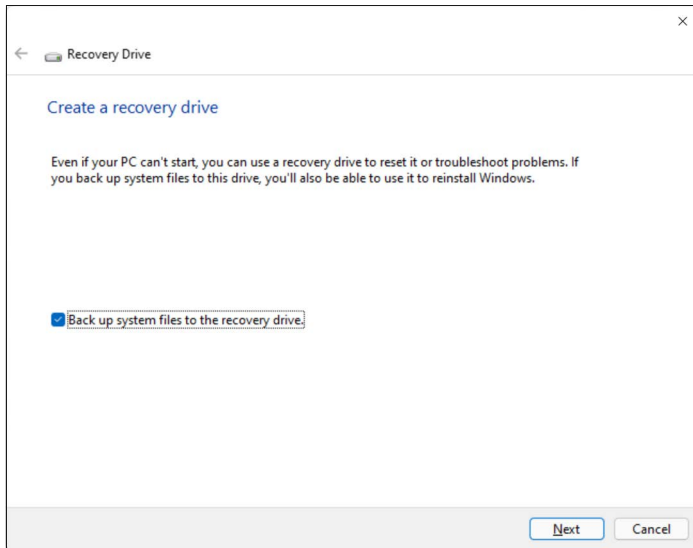 Recovery Drive
Create a recovery drive
Even if your PC can't start, you can use a recovery drive to reset it or troubleshoot problems. If
you back up system files to this drive, you'll also be able to use it to reinstall Windows.
Back up system files to the recovery drive.
Next Cancel